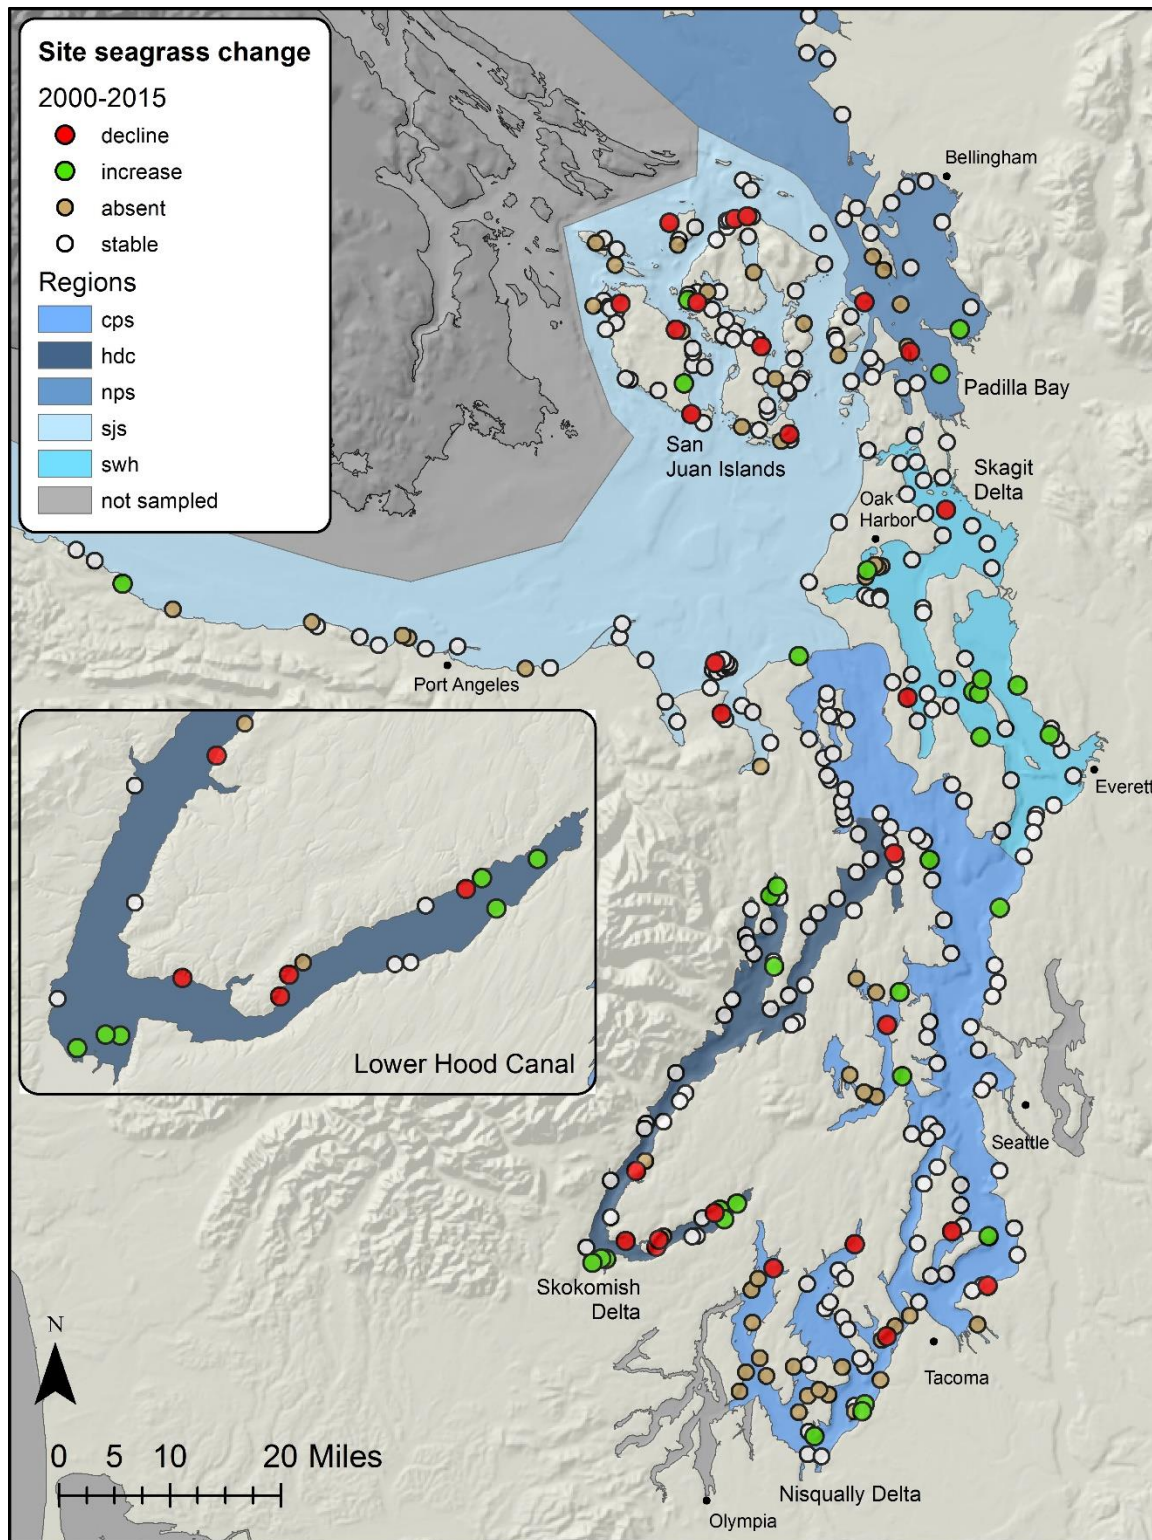 Site seagrass change
2000-2015
decline
increase
absent
stable
Regions
cps
hdc
nps
sjs
swh
not sampled
Bellingham
Padilla Bay
San
Juan Islands
Skagit
Delta
Oak
Harbor
Port Angeles
Everett
Lower Hood Canal
Seattle
Skokomish
Delta
N
Tacoma
0 5 10 20 Miles
Nisqually Delta
Olympia